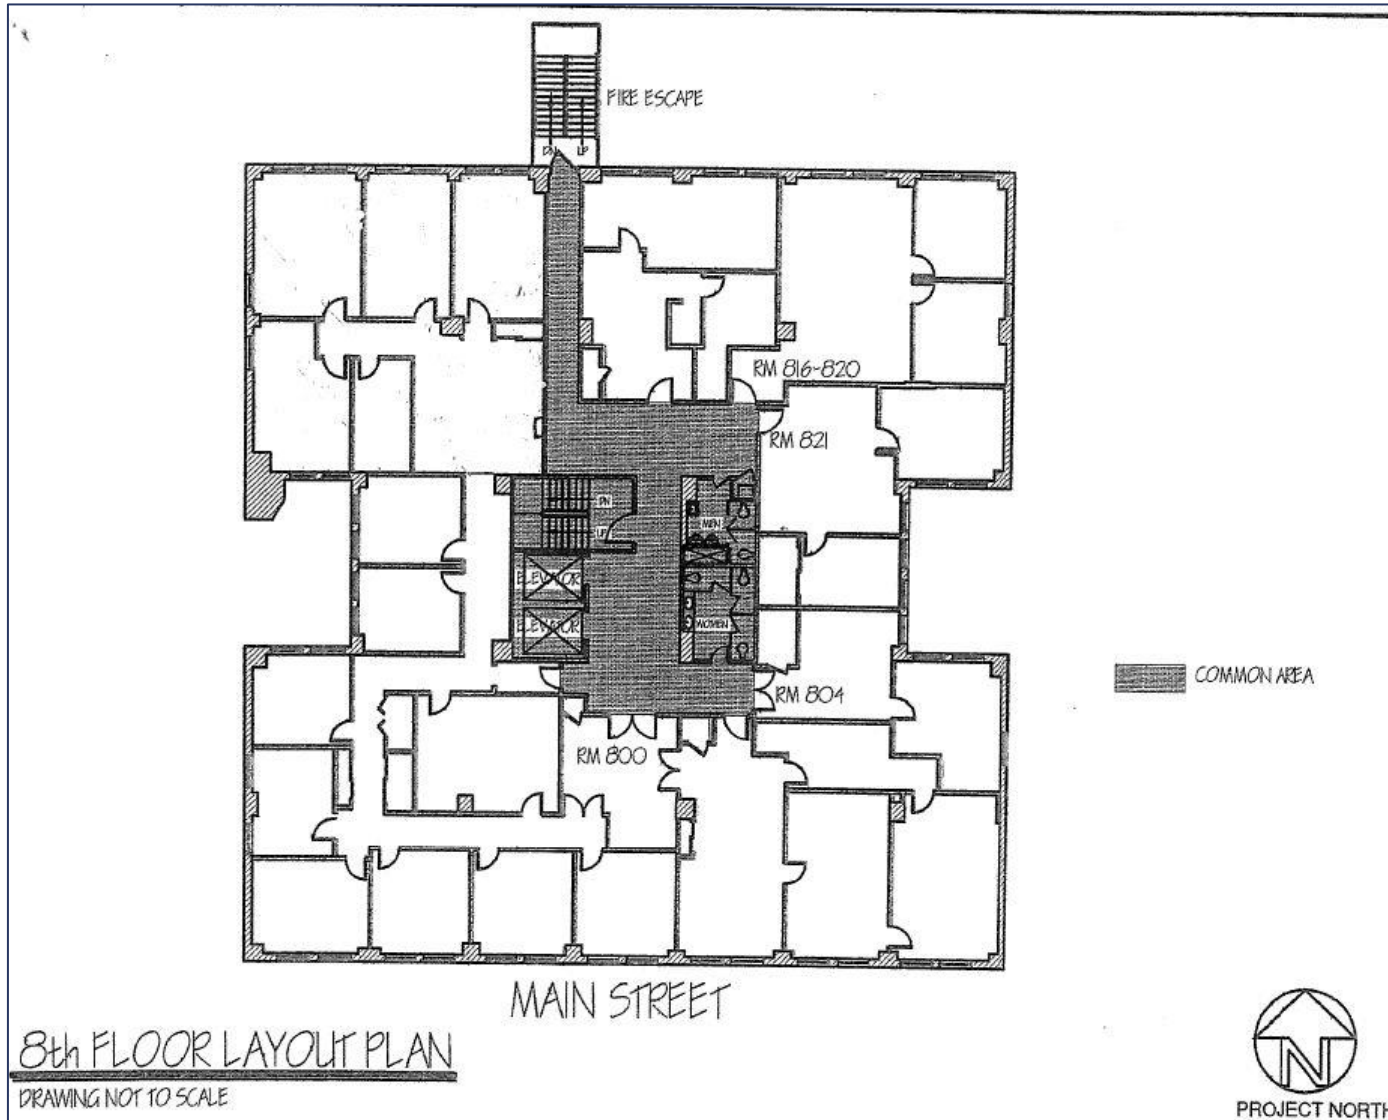 FIRE ESCAPE
DN UP
RM 816-820
RM 821
DN
MEN
UP
ELEVATOR
ELEVATOR
WOMEN
COMMON AREA
RM 804
RM 800
MAIN STREET
8th FLOOR LAYOUT PLAN
DRAWING NOT TO SCALE
N
PROJECT NORTH